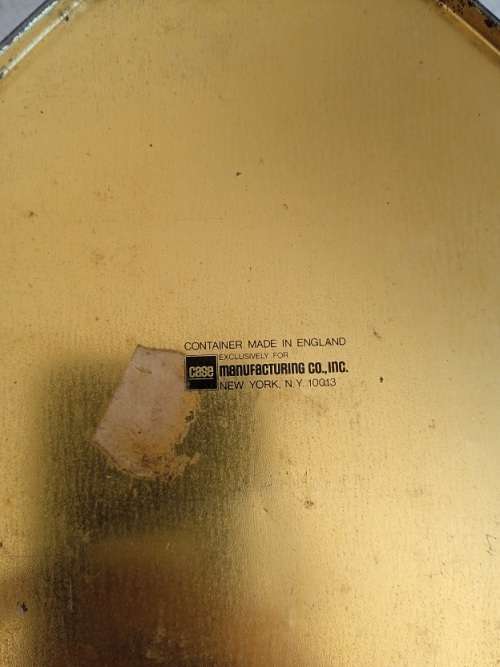 CONTAINER MADE IN ENGLAND
EXCLUSIVELY FOR
case MANUFACTURING CO., INC.
NEW YORK, N.Y. 10013